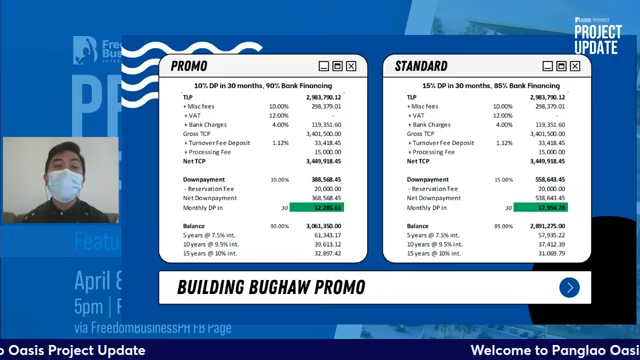 PROJECT
UPDATE
PROMO
10% DP in 30 months, 90% Bank Financing
TLP 2,983,790.12
+ Misc fees 10.00% 298,379.01
+ VAT 12.00% -
+ Bank Charges 4.00% 119,351.60
Gross TCP 3,401,500.00
+ Turnover Fee Deposit 1.12% 33,418.45
+ Processing Fee 15,000.00
Net TCP 3,449,918.45
Downpayment 10.00% 388,568.45
- Reservation Fee 20,000.00
Net Downpayment 368,568.45
Monthly DP in 30 12,285.61
Balance 90.00% 3,061,350.00
5 years @ 7.5% int. 61,343.17
10 years @ 9.5% int. 39,613.12
15 years @ 10% int. 32,897.42
STANDARD
15% DP in 30 months, 85% Bank Financing
TLP 2,983,790.12
+ Misc fees 10.00% 298,379.01
+ VAT 12.00% -
+ Bank Charges 4.00% 119,351.60
Gross TCP 3,401,500.00
+ Turnover Fee Deposit 1.12% 33,418.45
+ Processing Fee 15,000.00
Net TCP 3,449,918.45
Downpayment 15.00% 558,643.45
- Reservation Fee 20,000.00
Net Downpayment 538,643.45
Monthly DP in 30 17,954.78
Balance 85.00% 2,891,275.00
5 years @ 7.5% int. 57,935.22
10 years @ 9.5% int. 37,412.39
15 years @ 10% int. 31,069.79
BUILDING BUGHAW PROMO
Featu
April 8
5pm | F
via FreedomBusinessPH FB Page
o Oasis Project Update
Welcome to Panglao Oasi